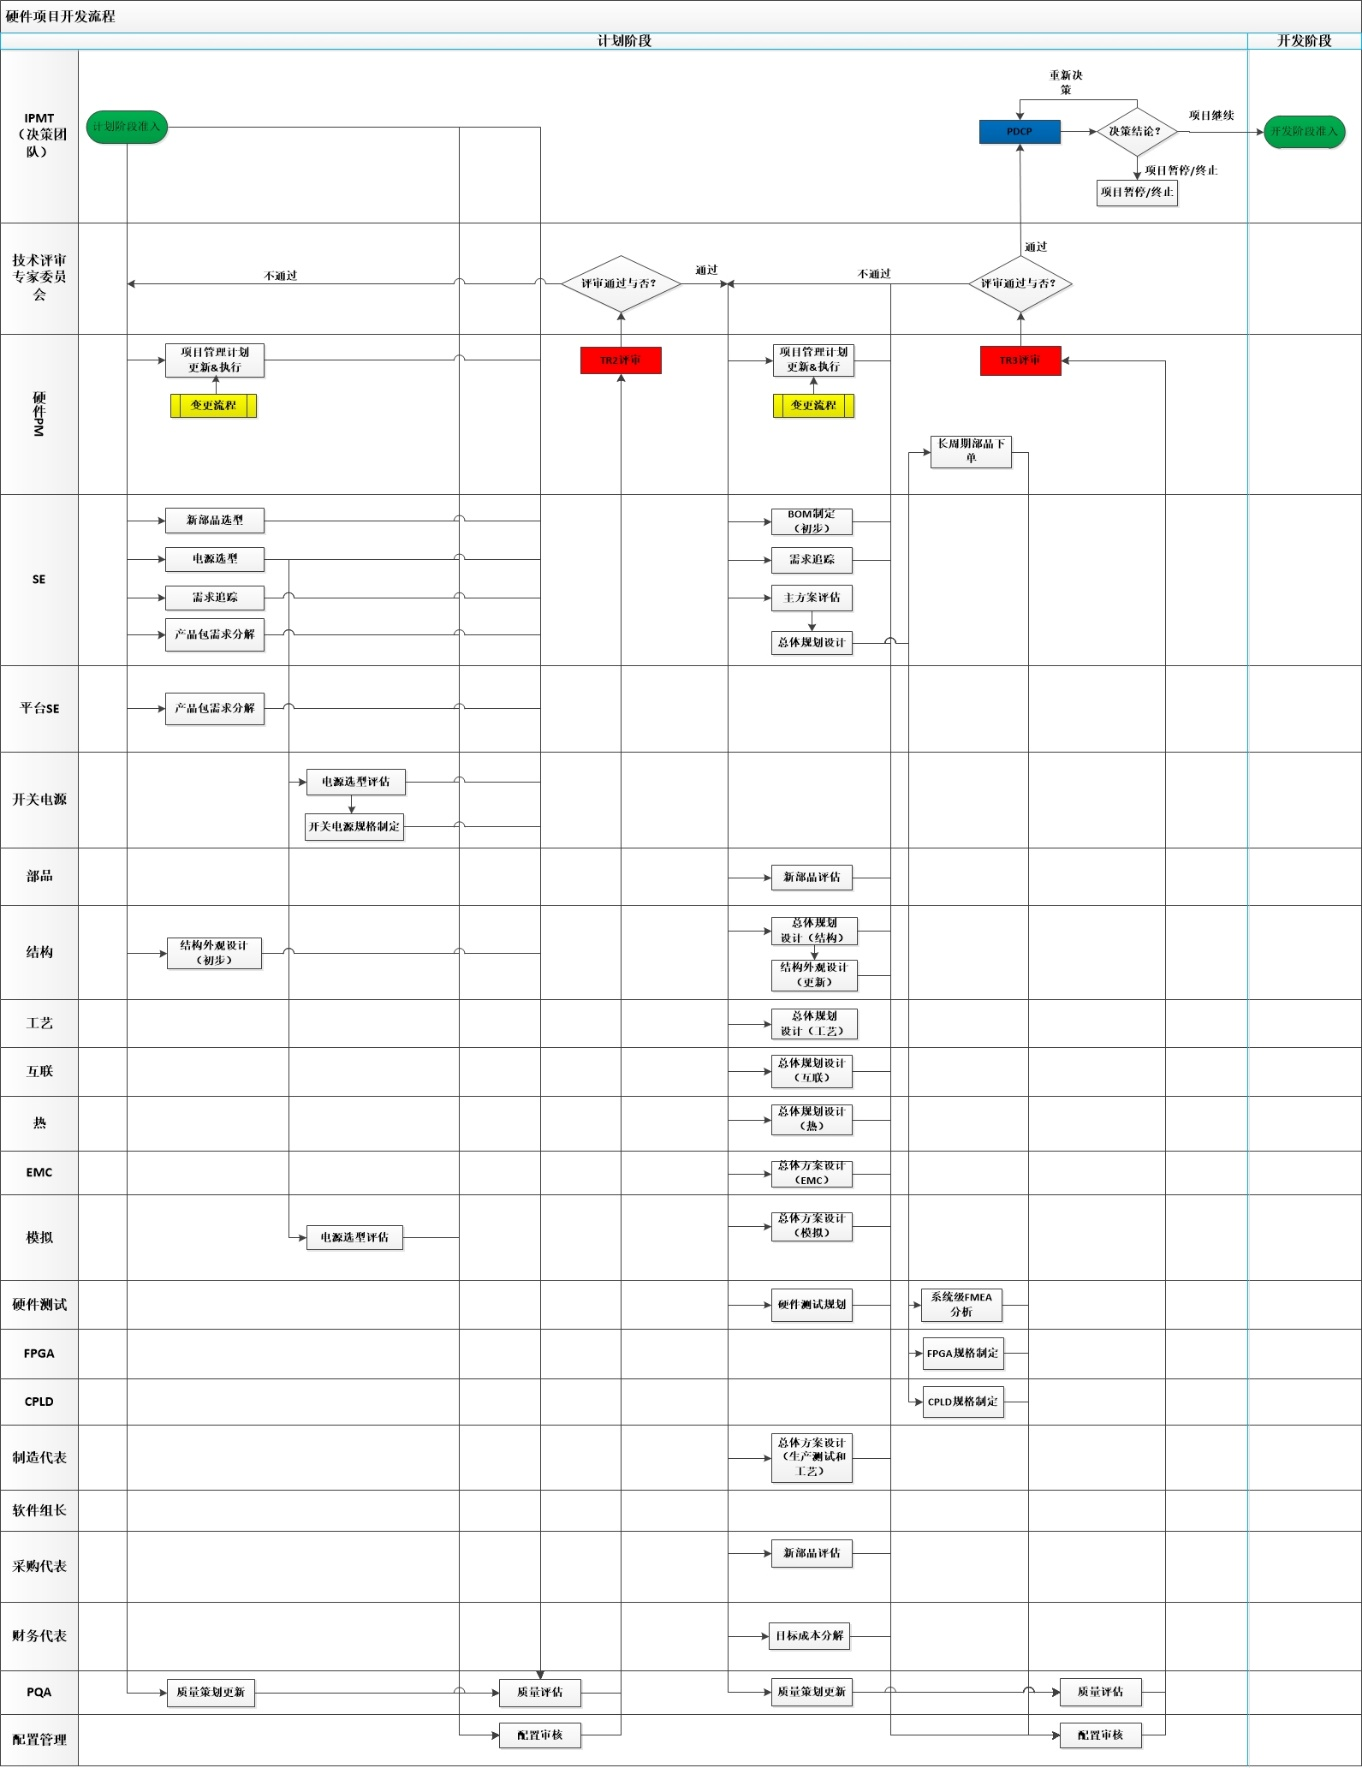 硬件项目开发流程
计划阶段
开发阶段
IPMT
（决策团
队）
计划阶段准入
重新决
策
PDCP
决策结论？
项目继续
开发阶段准入
项目暂停/终止
项目暂停/终止
技术评审
专家委员
会
不通过
评审通过与否？
通过
不通过
评审通过与否？
通过
硬件PM
项目管理计划
更新&执行
变更流程
TR2评审
项目管理计划
更新&执行
变更流程
TR3评审
长周期部品下
单
SE
新部品选型
电源选型
需求追踪
产品包需求分解
BOM制定
（初步）
需求追踪
主方案评估
总体规划设计
平台SE
产品包需求分解
开关电源
电源选型评估
开关电源规格制定
部品
新部品评估
结构
结构外观设计
（初步）
总体规划
设计（结构）
结构外观设计
（更新）
工艺
总体规划
设计（工艺）
互联
总体规划设计
（互联）
热
总体规划设计
（热）
EMC
总体方案设计
（EMC）
模拟
电源选型评估
总体方案设计
（模拟）
硬件测试
硬件测试规划
系统级FMEA
分析
FPGA
FPGA规格制定
CPLD
CPLD规格制定
制造代表
总体方案设计
（生产测试和
工艺）
软件组长
采购代表
新部品评估
财务代表
目标成本分解
PQA
质量策划更新
质量评估
质量策划更新
质量评估
配置管理
配置审核
配置审核